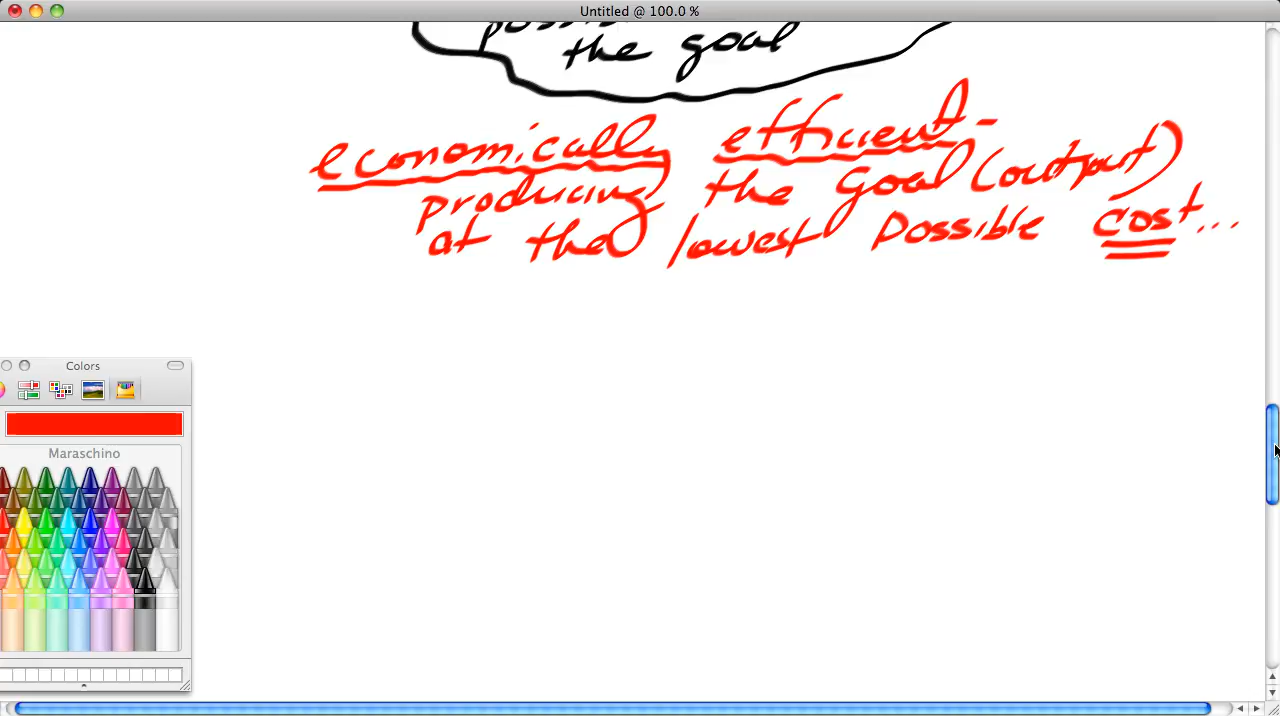 Untitled @ 100.0 %
the goal
economically efficient-
producing the goal (output)
at the lowest possible cost...
Colors
Maraschino